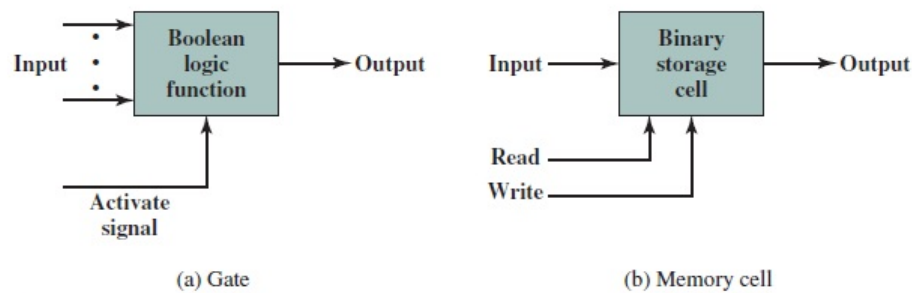 Input
Boolean
logic
function
Output
Activate
signal
(a) Gate
Input
Binary
storage
cell
Output
Read
Write
(b) Memory cell